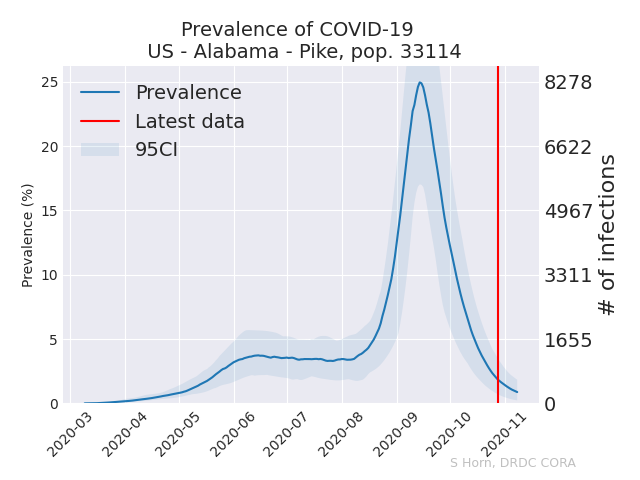 Prevalence of COVID-19
US - Alabama - Pike, pop. 33114
Prevalence
Latest data
95CI
Prevalence (%)
25
20
15
10
5
0
8278
6622
4967
3311
1655
0
# of infections
2020-03
2020-04
2020-05
2020-06
2020-07
2020-08
2020-09
2020-10
2020-11
S Horn, DRDC CORA